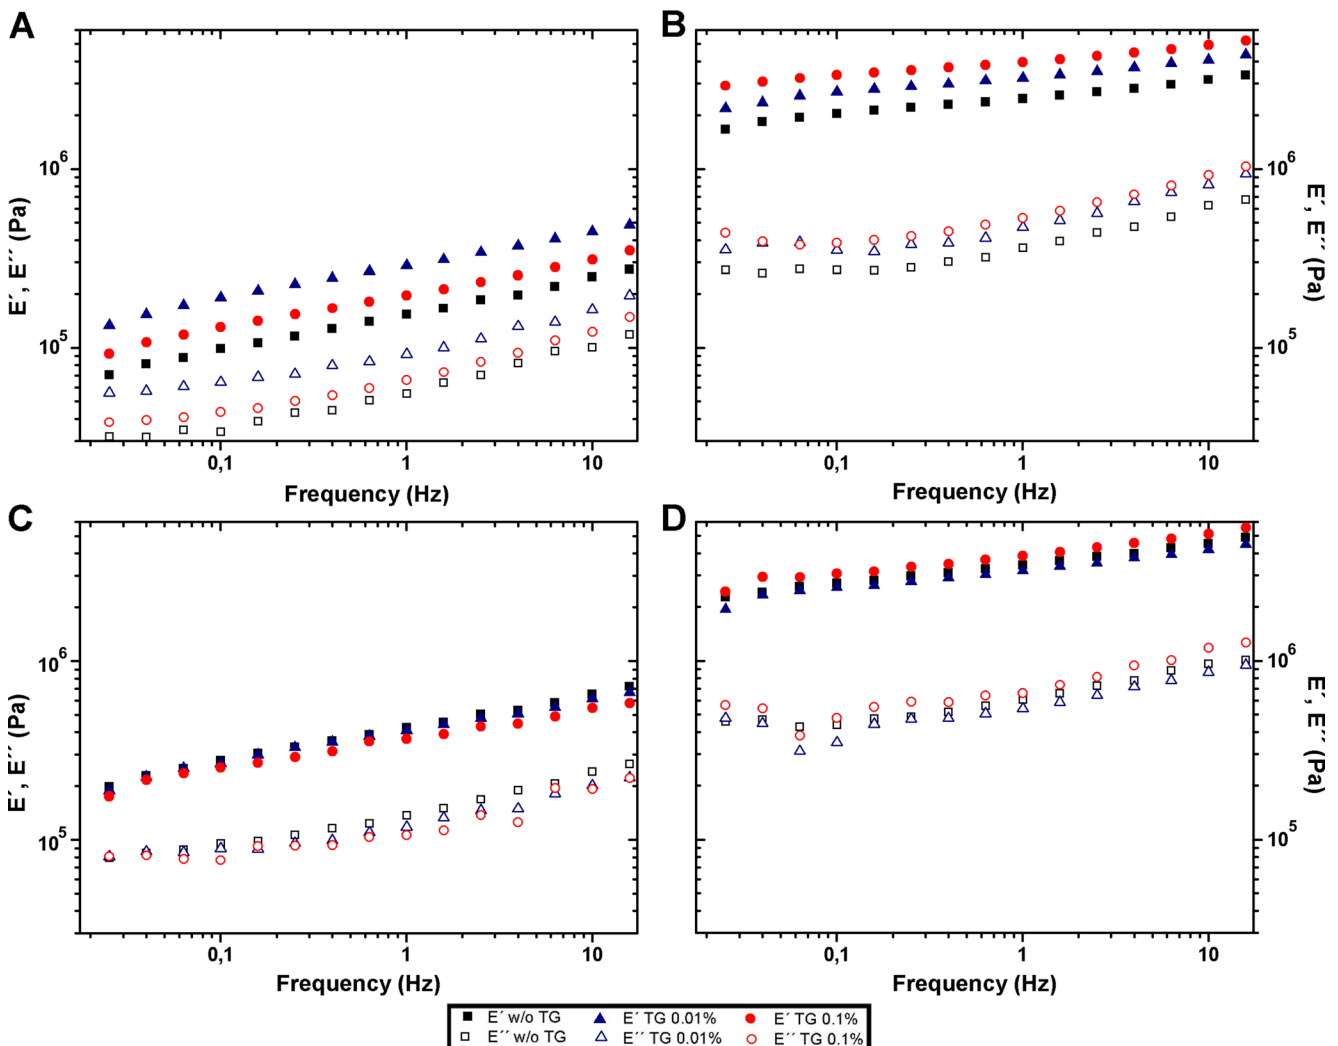 A
B
10⁶
10⁵
E´, E´´ (Pa)
0,1
1
10
Frequency (Hz)
0,1
1
10
Frequency (Hz)
10⁶
10⁵
E´, E´´ (Pa)
C
D
10⁶
10⁵
E´, E´´ (Pa)
0,1
1
10
Frequency (Hz)
0,1
1
10
Frequency (Hz)
10⁶
10⁵
E´, E´´ (Pa)
E´ w/o TG E´ TG 0.01% E´ TG 0.1%
E´´ w/o TG E´´ TG 0.01% E´´ TG 0.1%